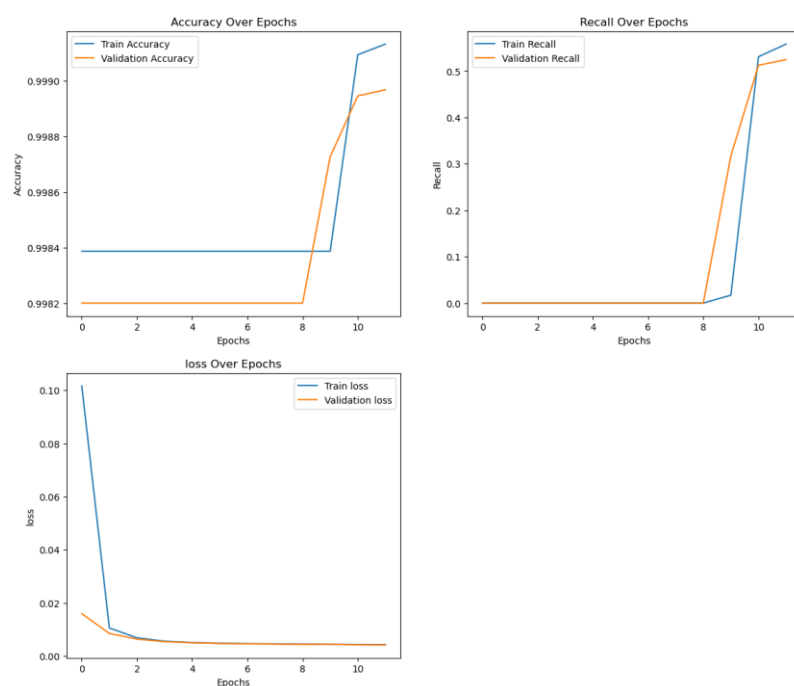 Accuracy Over Epochs
Train Accuracy
Validation Accuracy
0.9990
0.9988
0.9986
0.9984
0.9982
Accuracy
0 2 4 6 8 10
Epochs
Recall Over Epochs
Train Recall
Validation Recall
0.5
0.4
0.3
0.2
0.1
0.0
Recall
0 2 4 6 8 10
Epochs
loss Over Epochs
Train loss
Validation loss
0.10
0.08
0.06
0.04
0.02
0.00
loss
0 2 4 6 8 10
Epochs